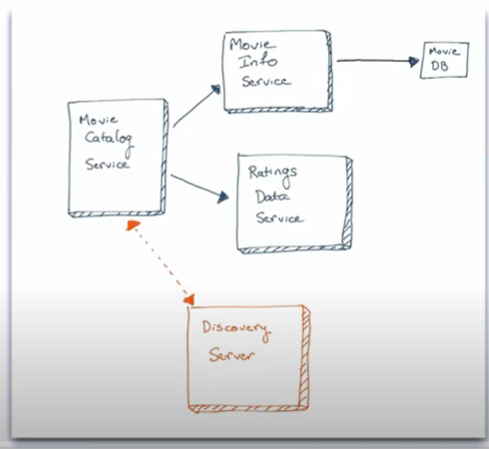 Movie
Info
Service
Movie
DB
Movie
Catalog
Service
Ratings
Data
Service
Discovery
Server